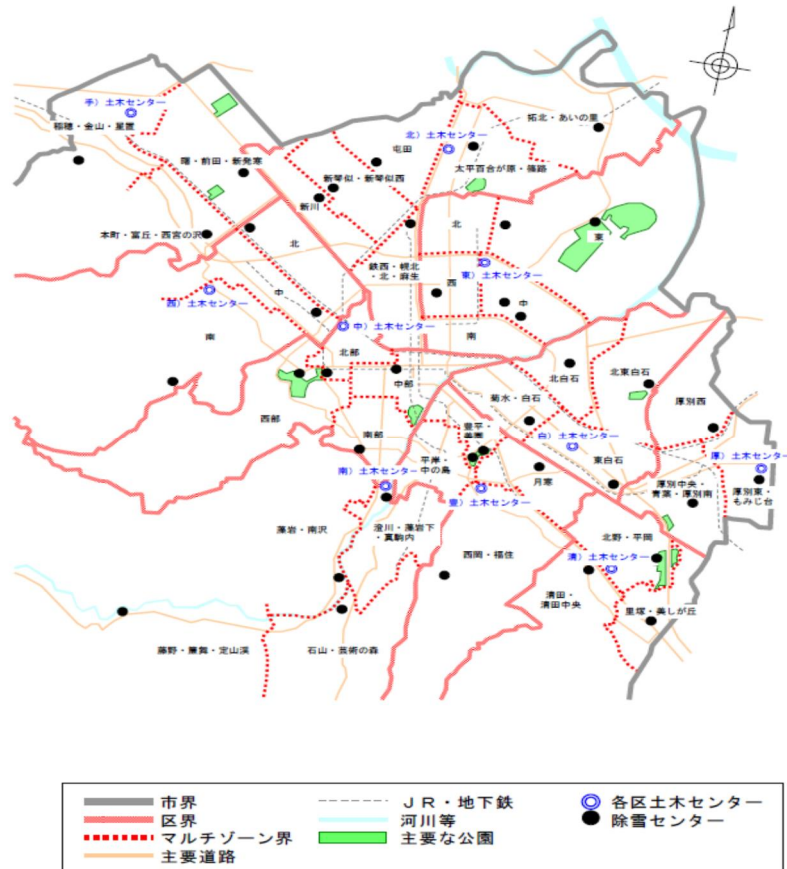 手）土木センター
稲穂・金山・星置
曙・前田・新発寒
本町・富丘・西宮の沢
屯田
新琴似・新琴似西
新川
北）土木センター
拓北・あいの里
太平百合が原・篠路
北
東
鉄西・幌北
・北・麻生
東）土木センター
西
中
南
北
中
西）土木センター
南
中）土木センター
北部
中部
西部
南部
菊水・白石
北白石
北東白石
白）土木センター
東白石
厚別西
厚）土木センター
厚別中央・
青葉・厚別南
厚別東・
もみじ台
豊平・
美園
平岸・
中の島
月寒
豊）土木センター
西岡・福住
南）土木センター
藻岩・南沢
澄川・藻岩下
・真駒内
藤野・簾舞・定山渓
石山・芸術の森
北野・平岡
清）土木センター
清田・
清田中央
里塚・美しが丘
市界
区界
マルチゾーン界
主要道路
ＪＲ・地下鉄
河川等
主要な公園
各区土木センター
除雪センター